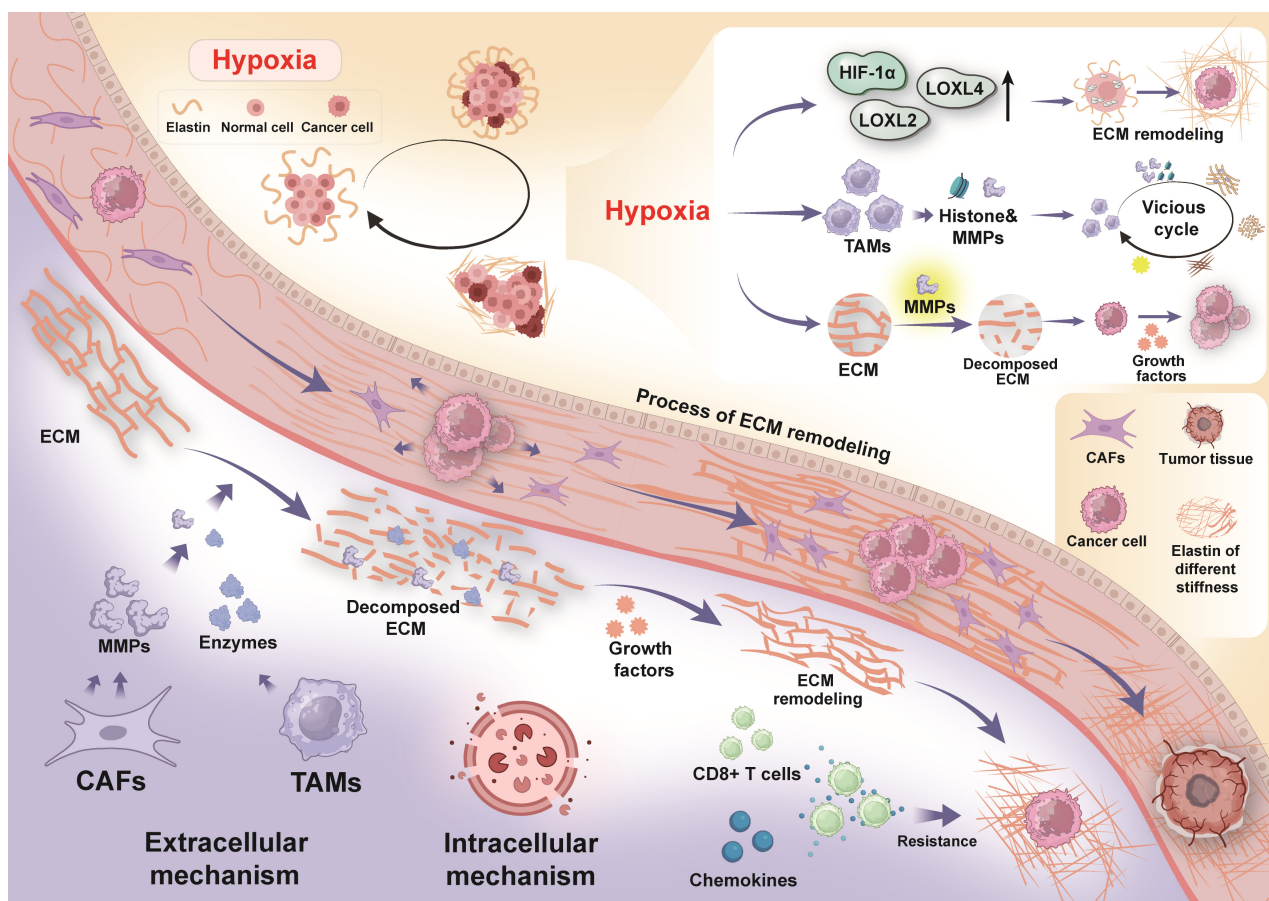 Hypoxia
Elastin
Normal cell
Cancer cell
Hypoxia
HIF-1α
LOXL4
LOXL2
ECM remodeling
TAMs
Histone&
MMPs
Vicious
cycle
MMPs
ECM
Decomposed
ECM
Growth
factors
Process of ECM remodeling
CAFs
Tumor tissue
Cancer cell
Elastin of
different
stiffness
ECM
MMPs
Enzymes
Decomposed
ECM
Growth
factors
ECM
remodeling
CAFs
TAMs
CD8+ T cells
Chemokines
Resistance
Extracellular
mechanism
Intracellular
mechanism